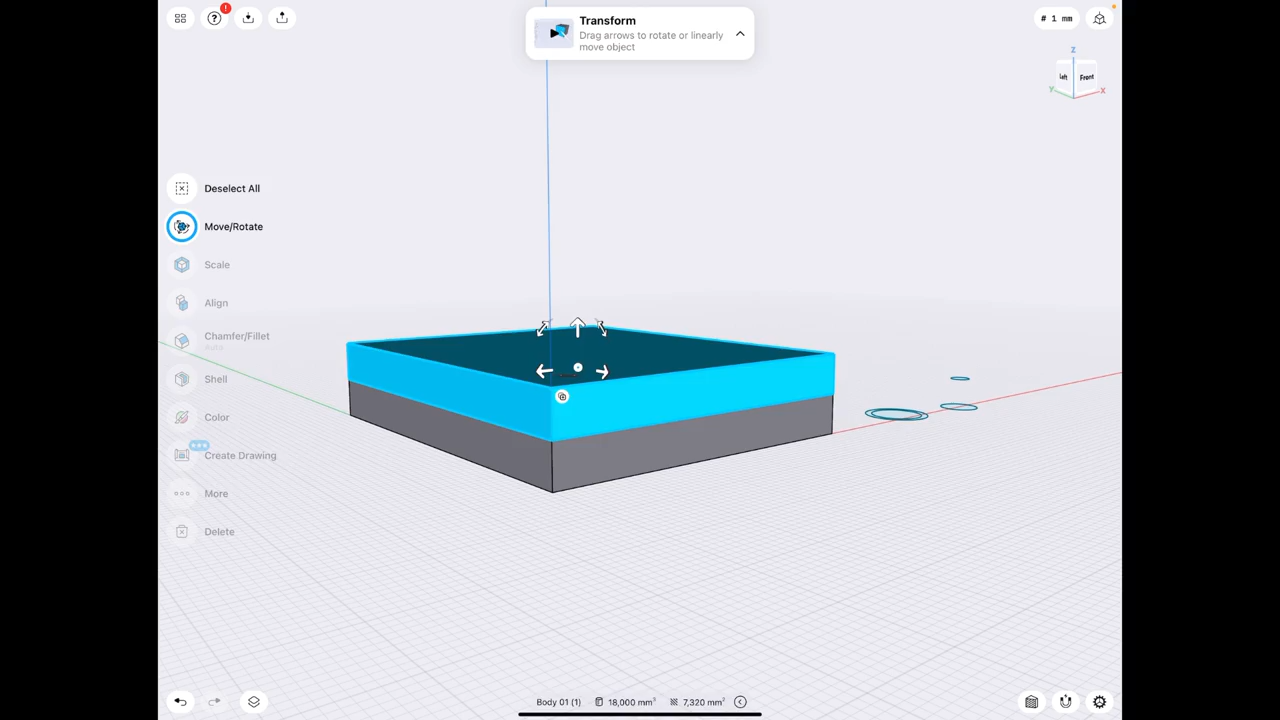 !
Transform
Drag arrows to rotate or linearly
move object
# 1 mm
Z
Left
Front
Y
X
Deselect All
Move/Rotate
Scale
Align
Chamfer/Fillet
Auto
Shell
Color
Create Drawing
More
Delete
Body 01 (1)
18,000 mm³
7,320 mm²